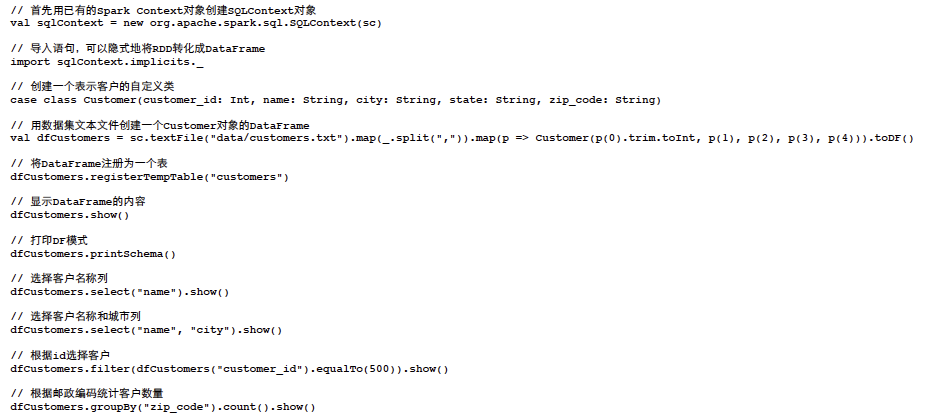 // 首先用已有的Spark Context对象创建SQLContext对象
val sqlContext = new org.apache.spark.sql.SQLContext(sc)
// 导入语句，可以隐式地将RDD转化成DataFrame
import sqlContext.implicits._
// 创建一个表示客户的自定义类
case class Customer(customer_id: Int, name: String, city: String, state: String, zip_code: String)
// 用数据集文本文件创建一个Customer对象的DataFrame
val dfCustomers = sc.textFile("data/customers.txt").map(_.split(",")).map(p => Customer(p(0).trim.toInt, p(1), p(2), p(3), p(4))).toDF()
// 将DataFrame注册为一个表
dfCustomers.registerTempTable("customers")
// 显示DataFrame的内容
dfCustomers.show()
// 打印DF模式
dfCustomers.printSchema()
// 选择客户名称列
dfCustomers.select("name").show()
// 选择客户名称和城市列
dfCustomers.select("name", "city").show()
// 根据id选择客户
dfCustomers.filter(dfCustomers("customer_id").equalTo(500)).show()
// 根据邮政编码统计客户数量
dfCustomers.groupBy("zip_code").count().show()